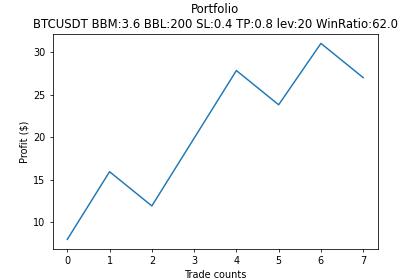 Portfolio
BTCUSDT BBM:3.6 BBL:200 SL:0.4 TP:0.8 lev:20 WinRatio:62.0
30
25
20
15
10
Profit ($)
0 1 2 3 4 5 6 7
Trade counts